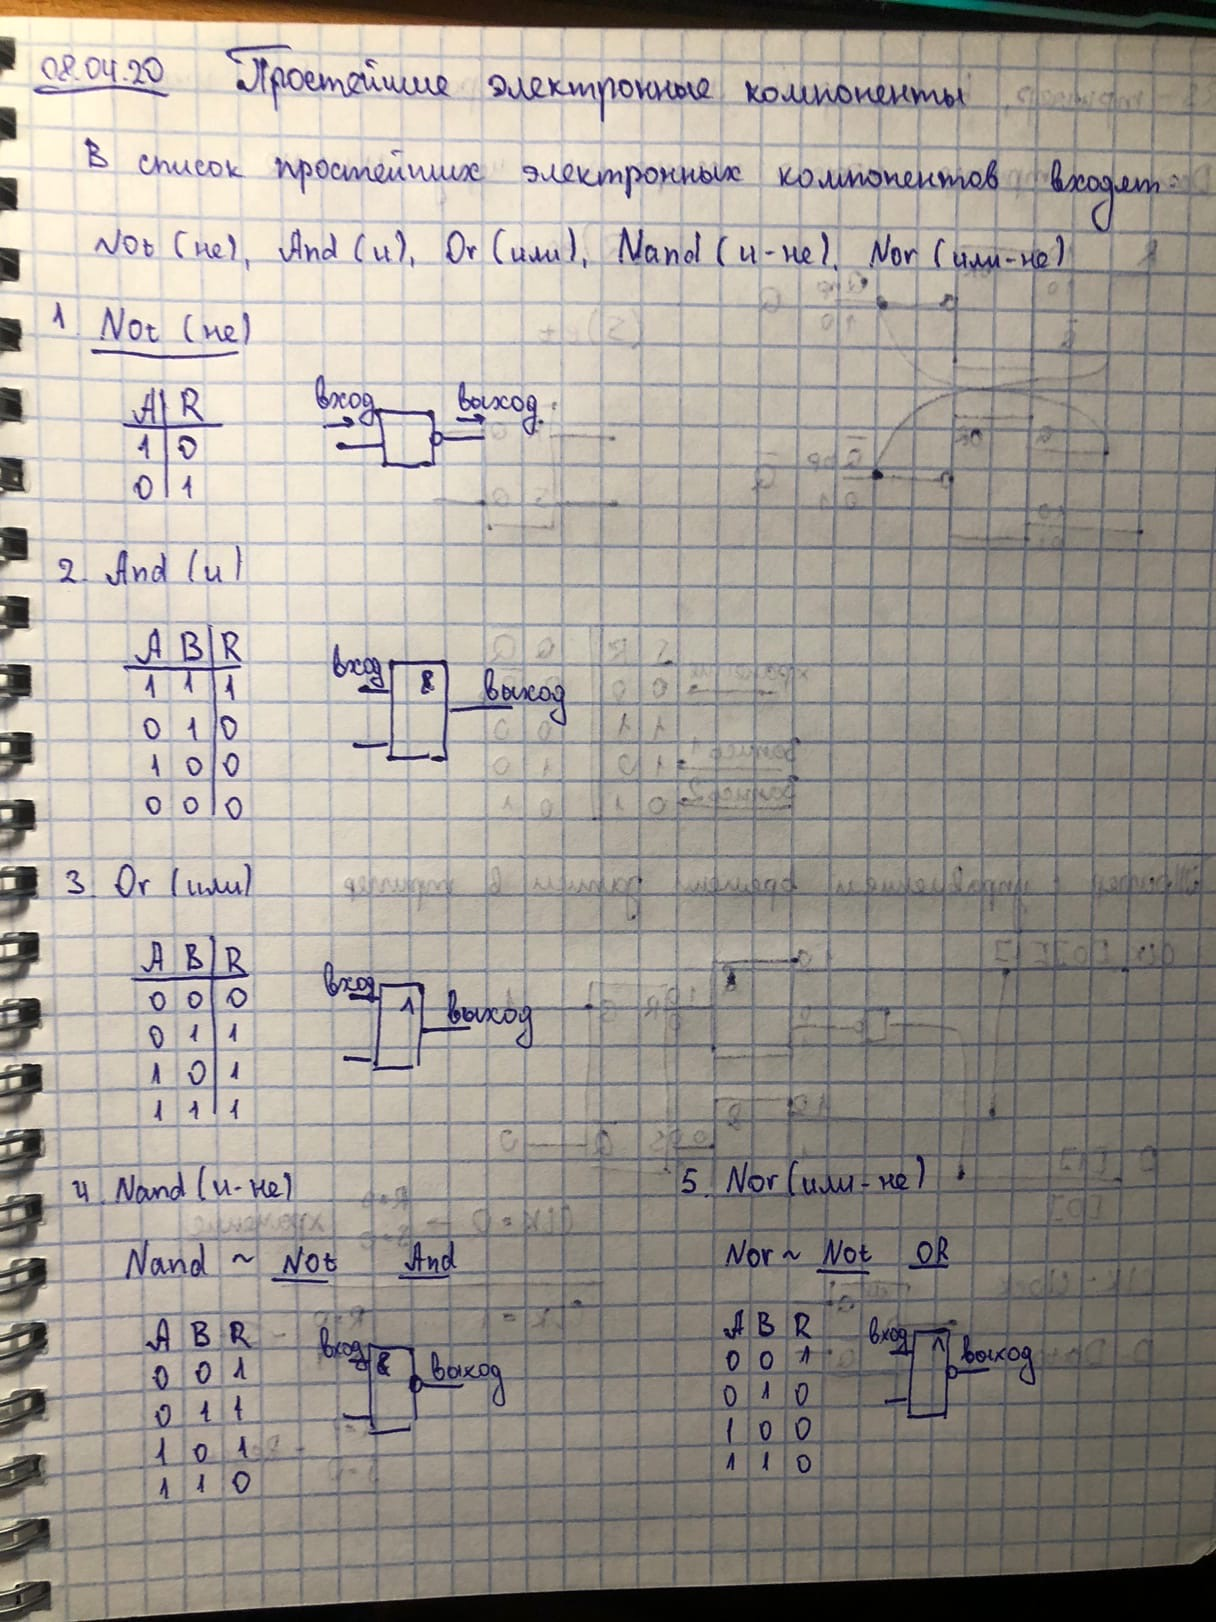 08.04.20 Простейшие электронные компоненты
В список простейших электронных компонентов входят:
Not (не), And (и), Or (или), Nand (и-не), Nor (или-не)
1. Not (не)
A R
1 0
0 1
вход выход
2. And (и)
A B R
1 1 1
0 1 0
1 0 0
0 0 0
вход & выход
3. Or (или)
A B R
0 0 0
0 1 1
1 0 1
1 1 1
вход 1 выход
4. Nand (и-не)
Nand ~ Not And
A B R
0 0 1
0 1 1
1 0 1
1 1 0
вход & выход
5. Nor (или-не)
Nor ~ Not OR
A B R
0 0 1
0 1 0
1 0 0
1 1 0
вход 1 выход